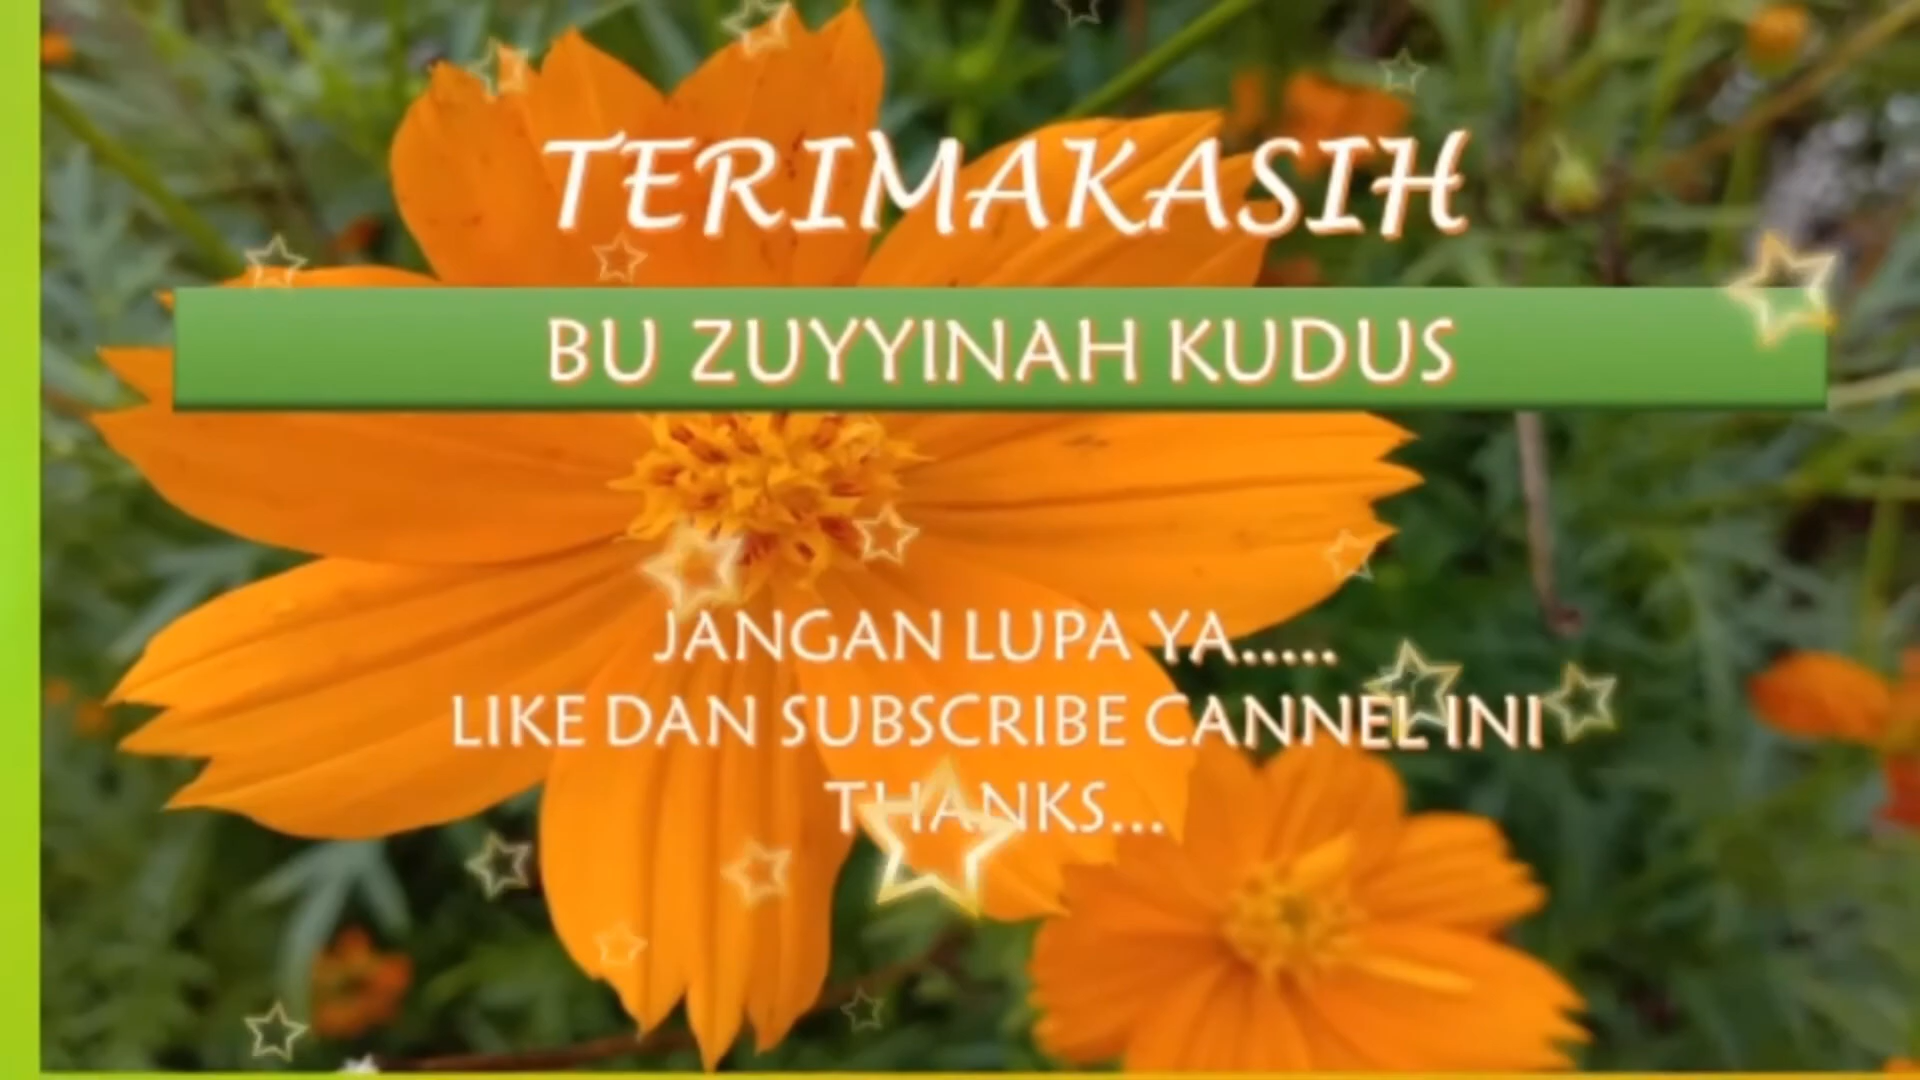 TERIMAKASIH
BU ZUYYINAH KUDUS
JANGAN LUPA YA.....
LIKE DAN SUBSCRIBE CANNEL INI
THANKS...